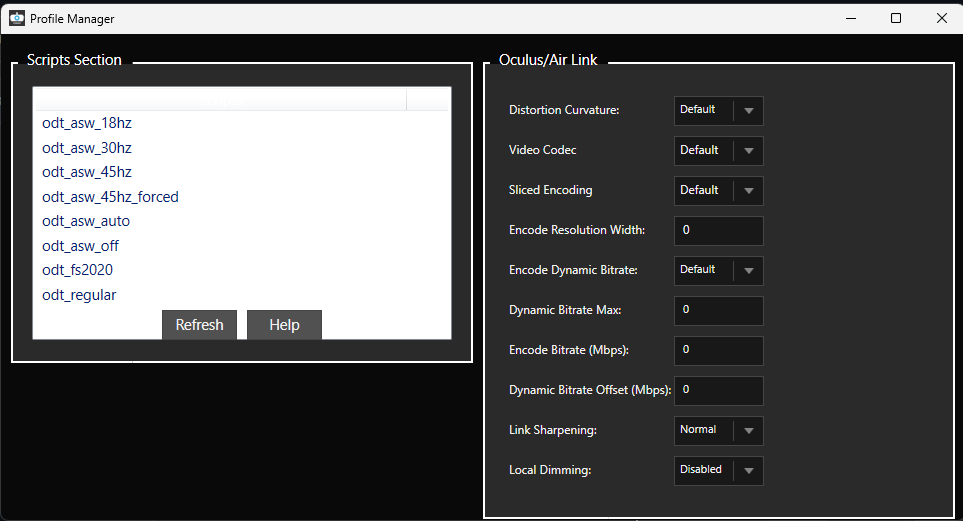 Profile Manager
Scripts Section
odt_asw_18hz
odt_asw_30hz
odt_asw_45hz
odt_asw_45hz_forced
odt_asw_auto
odt_asw_off
odt_fs2020
odt_regular
Refresh Help
Oculus/Air Link
Distortion Curvature: Default
Video Codec Default
Sliced Encoding Default
Encode Resolution Width: 0
Encode Dynamic Bitrate: Default
Dynamic Bitrate Max: 0
Encode Bitrate (Mbps): 0
Dynamic Bitrate Offset (Mbps): 0
Link Sharpening: Normal
Local Dimming: Disabled